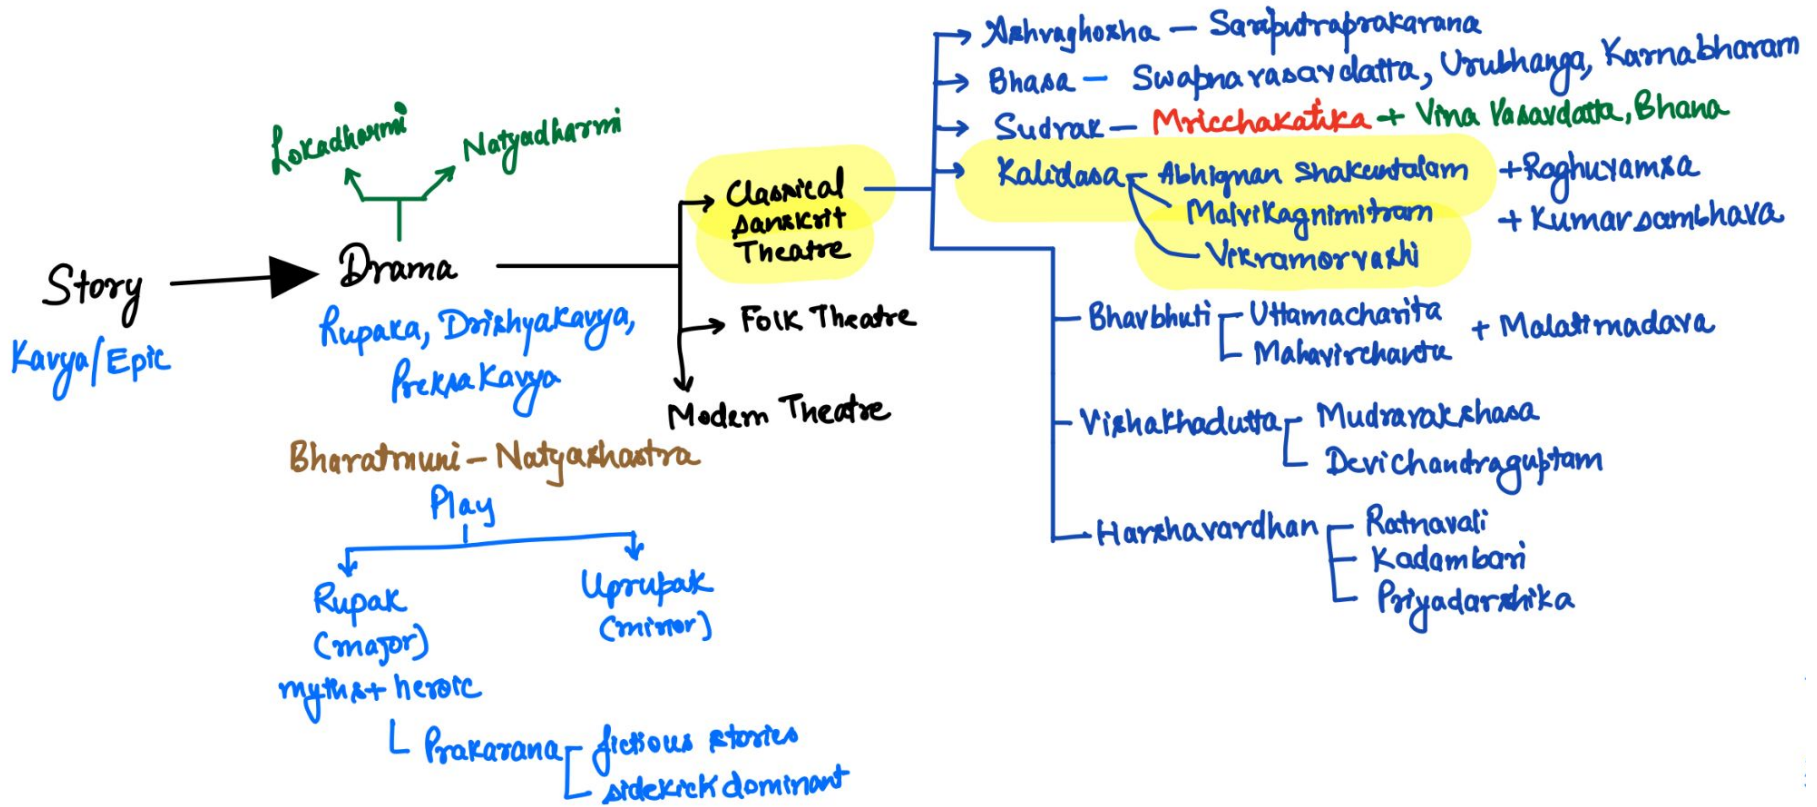 Story
Kavya/Epic
Lokadharmi
Natyadharmi
Drama
Rupaka, Drishyakavya,
Preksakavya
Bharatmuni – Natyashastra
Play
Rupak
(major)
myths + heroic
Prakarana
fictious stories
sidekick dominant
Uprupak
(minor)
Classical
Sanskrit
Theatre
Folk Theatre
Modern Theatre
Ashvaghosha – Sariputraprakarana
Bhasa – Swapnavasavdatta, Urubhanga, Karnabharam
Sudrak – Mricchakatika + Vina Vasavdatta, Bhana
Kalidasa Abhignan Shakuntalam + Raghuvamsa
Malvikagnimitram + Kumarsambhava
Vikramorvashi
Bhavbhuti Uttamacharita + Malatimadava
Mahavircharita
Vishakhadutta Mudrarakshasa
Devichandraguptam
Harshavardhan Ratnavali
Kadambari
Priyadarshika